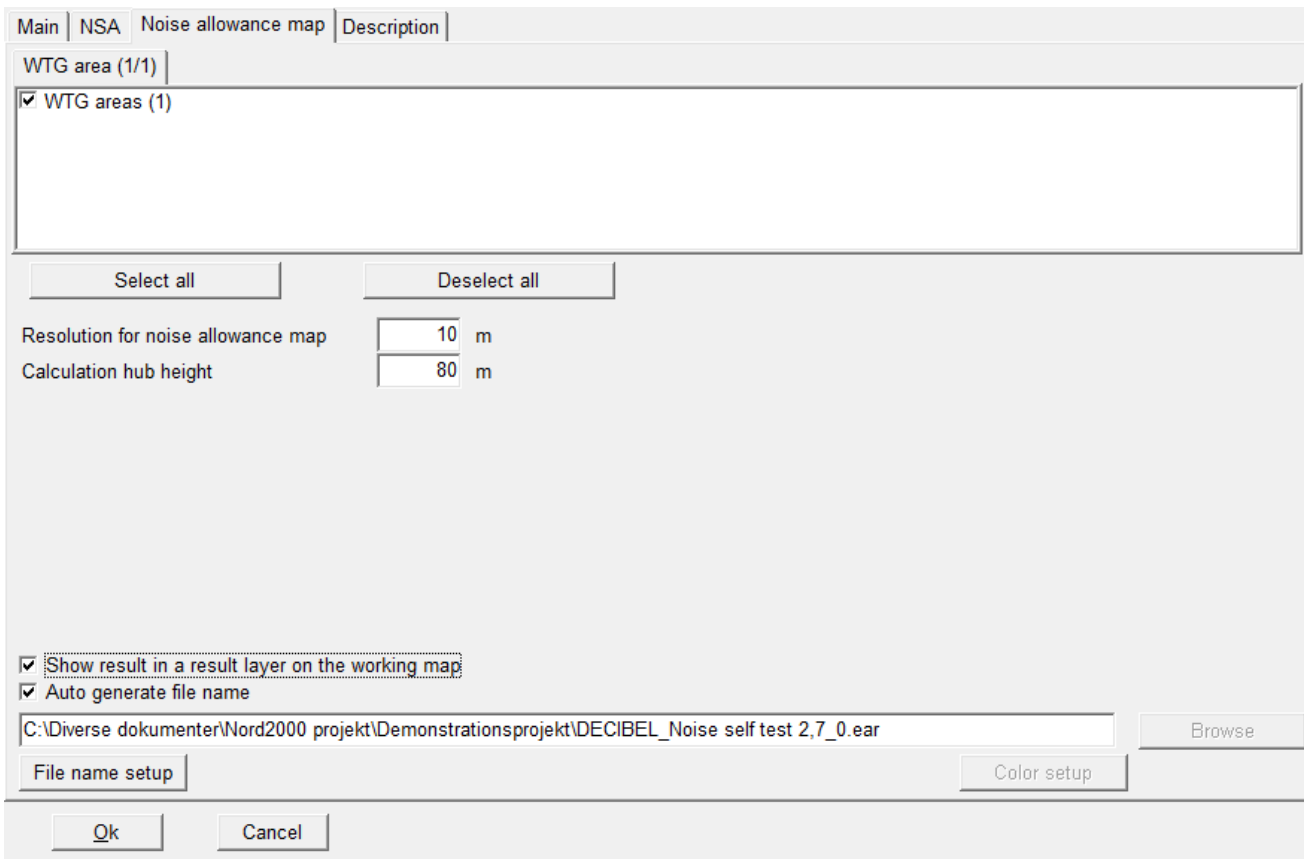 Main NSA Noise allowance map Description
WTG area (1/1)
WTG areas (1)
Select all Deselect all
Resolution for noise allowance map 10 m
Calculation hub height 80 m
Show result in a result layer on the working map
Auto generate file name
C:\Diverse dokumenter\Nord2000 projekt\Demonstrationsprojekt\DECIBEL_Noise self test 2,7_0.ear Browse
File name setup Color setup
Ok Cancel